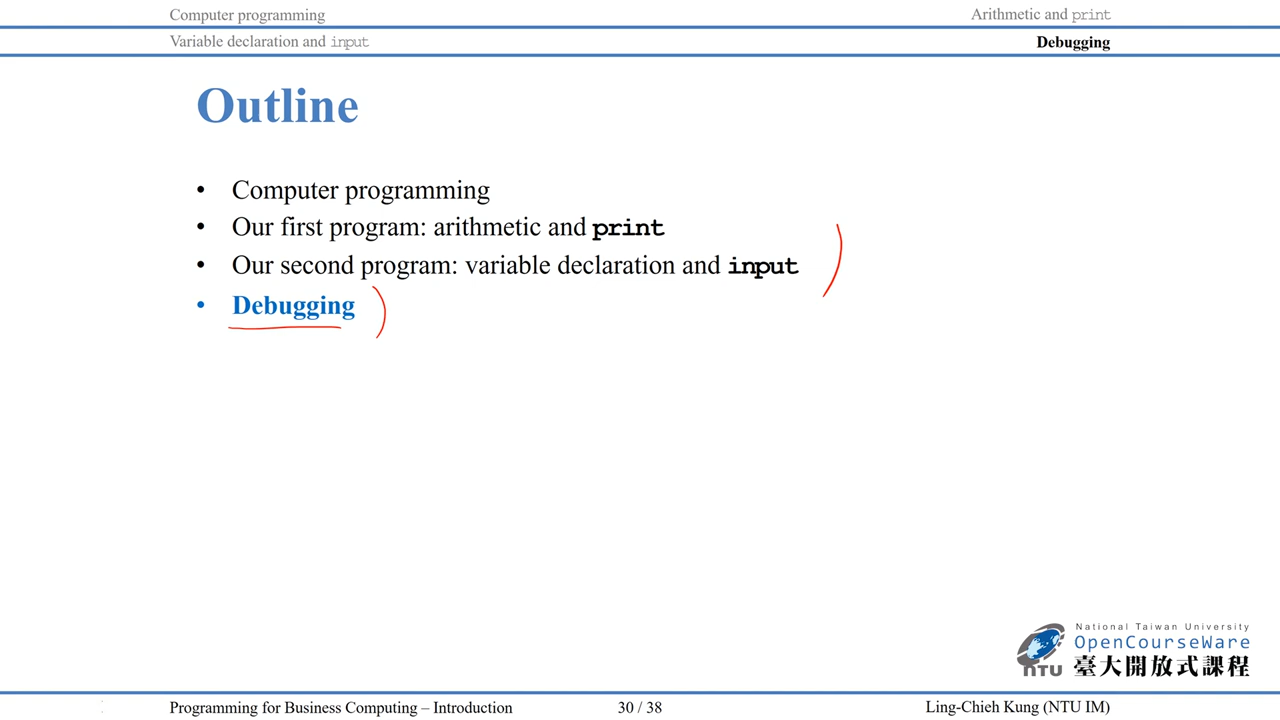 Computer programming
Arithmetic and print
Variable declaration and input
Debugging
Outline
• Computer programming
• Our first program: arithmetic and print
• Our second program: variable declaration and input
• Debugging
National Taiwan University
OpenCourseWare
NTU 臺大開放式課程
Programming for Business Computing – Introduction
30 / 38
Ling-Chieh Kung (NTU IM)